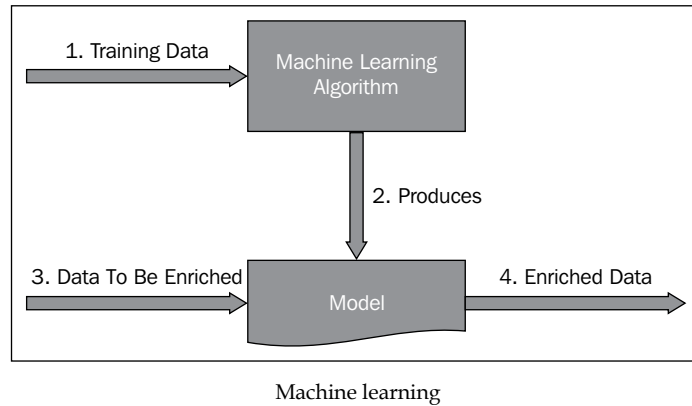 1. Training Data
Machine Learning
Algorithm
2. Produces
3. Data To Be Enriched
Model
4. Enriched Data
Machine learning